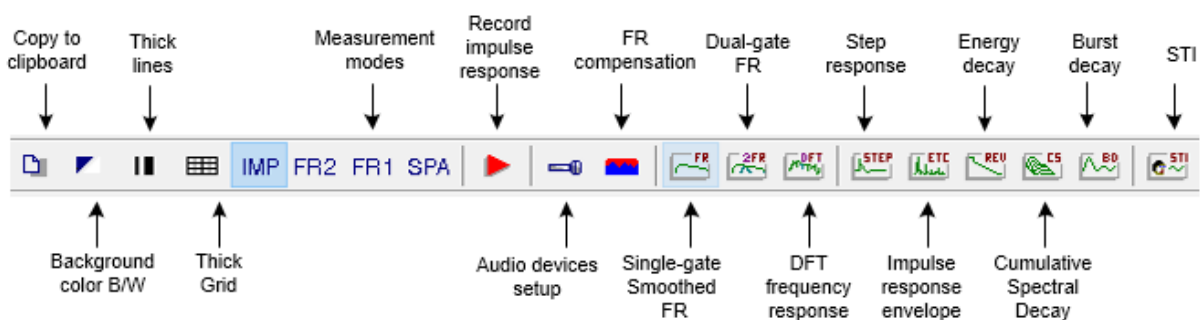 Copy to
clipboard
Thick
lines
Measurement
modes
Record
impulse
response
FR
compensation
Dual-gate
FR
Step
response
Energy
decay
Burst
decay
STI
IMP FR2 FR1 SPA FR 2FR DFT STEP ETC REV CS BD STI
Background
color B/W
Thick
Grid
Audio devices
setup
Single-gate
Smoothed
FR
DFT
frequency
response
Impulse
response
envelope
Cumulative
Spectral
Decay